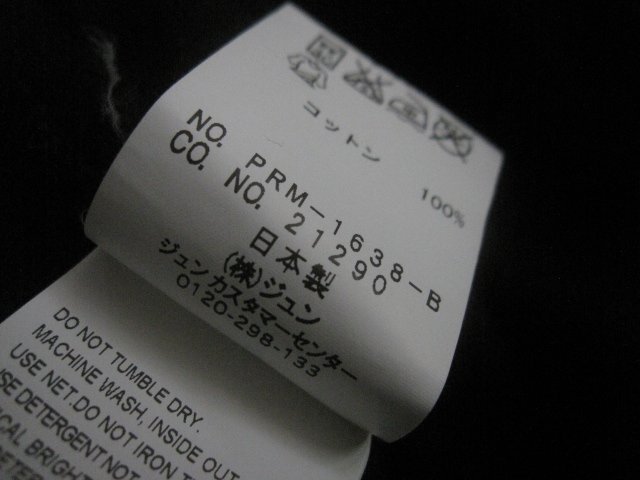 コットン 100%
NO. PRM-1638-B
CO. NO. 21290
日本製
(株)ジュン
ジュンカスタマーセンター
0120-298-133
DO NOT TUMBLE DRY.
MACHINE WASH, INSIDE OUT
USE NET.DO NOT IRON
DETERGENT NOT